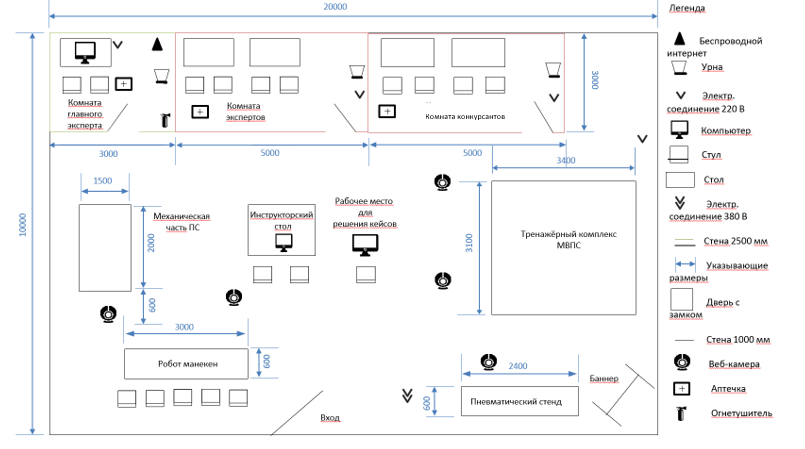 20000
Легенда
Беспроводной
интернет
Урна
Электр.
соединение 220 В
Компьютер
Стул
Стол
Электр.
соединение 380 В
Стена 2500 мм
Указывающие
размеры
Дверь с
замком
Стена 1000 мм
Веб-камера
Аптечка
Огнетушитель
Комната
главного
эксперта
Комната
экспертов
Комната конкурсантов
3000
3000
5000
5000
3400
10000
1500
Механическая
часть ПС
2000
600
Инструкторский
стол
Рабочее место
для
решения кейсов
3100
Тренажёрный комплекс
МВПС
3000
Робот манекен
600
2400
600
Пневматический стенд
Баннер
Вход